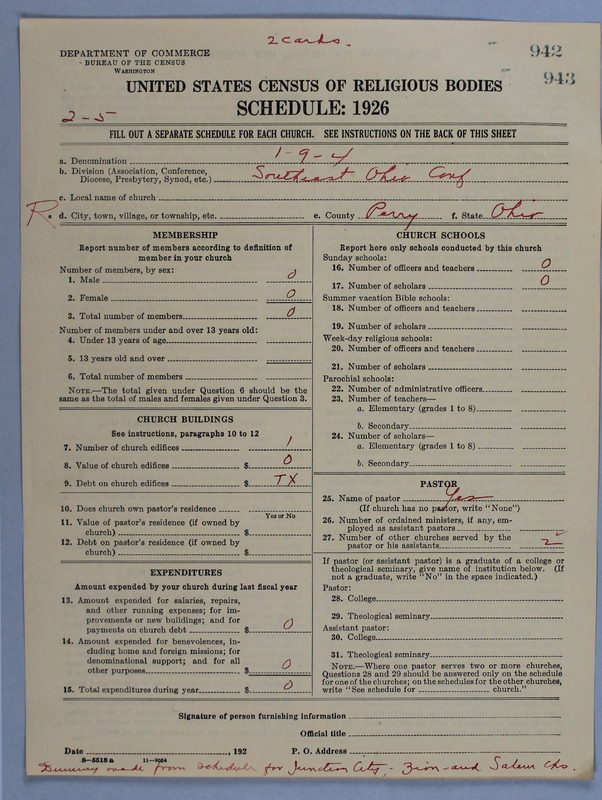 2 Cards.
942
943
DEPARTMENT OF COMMERCE
BUREAU OF THE CENSUS
WASHINGTON
UNITED STATES CENSUS OF RELIGIOUS BODIES
SCHEDULE: 1926
2-5
FILL OUT A SEPARATE SCHEDULE FOR EACH CHURCH. SEE INSTRUCTIONS ON THE BACK OF THIS SHEET
a. Denomination 1-9-4
b. Division (Association, Conference,
Diocese, Presbytery, Synod, etc.) Southeast Ohio Conf
c. Local name of church
R. d. City, town, village, or township, etc. e. County Perry f. State Ohio
MEMBERSHIP
Report number of members according to definition of
member in your church
Number of members, by sex:
1. Male 0
2. Female 0
3. Total number of members 0
Number of members under and over 13 years old:
4. Under 13 years of age
5. 13 years old and over
6. Total number of members
NOTE.—The total given under Question 6 should be
same as the total of males and females given under Question 3.
CHURCH BUILDINGS
See instructions, paragraphs 10 to 12
7. Number of church edifices 1
8. Value of church edifices $ 0
9. Debt on church edifices $ TX
10. Does church own pastor's residence
Yes or No
11. Value of pastor's residence (if owned by
church) $
12. Debt on pastor's residence (if owned by
church) $
EXPENDITURES
Amount expended by your church during last fiscal year
13. Amount expended for salaries, repairs,
and other running expenses; for im-
provements or new buildings; and for
payments on church debt $ 0
14. Amount expended for benevolences, in-
cluding home and foreign missions; for
denominational support; and for all
other purposes $ 0
15. Total expenditures during year $ 0
CHURCH SCHOOLS
Report here only schools conducted by this church
Sunday schools:
16. Number of officers and teachers 0
17. Number of scholars 0
Summer vacation Bible schools:
18. Number of officers and teachers
19. Number of scholars
Week-day religious schools:
20. Number of officers and teachers
21. Number of scholars
Parochial schools:
22. Number of administrative officers
23. Number of teachers—
a. Elementary (grades 1 to 8)
b. Secondary
24. Number of scholars—
a. Elementary (grades 1 to 8)
b. Secondary
PASTOR
25. Name of pastor Yes
(If church has no pastor, write "None")
26. Number of ordained ministers, if any, em-
ployed as assistant pastors
27. Number of other churches served by the
pastor or his assistants 2
If pastor (or assistant pastor) is a graduate of a college or
theological seminary, give name of institution below. (If
not a graduate, write "No" in the space indicated.)
Pastor:
28. College
29. Theological seminary
Assistant pastor:
30. College
31. Theological seminary
NOTE.—Where one pastor serves two or more churches,
Questions 28 and 29 should be answered only on the schedule
for one of the churches; on the schedules for the other churches,
write "See schedule for church."
Signature of person furnishing information
Official title
Date , 192 P. O. Address
8-5518 a 11-9054
Dummy made from schedule for Junction City,- Zion- and Salem Chs.